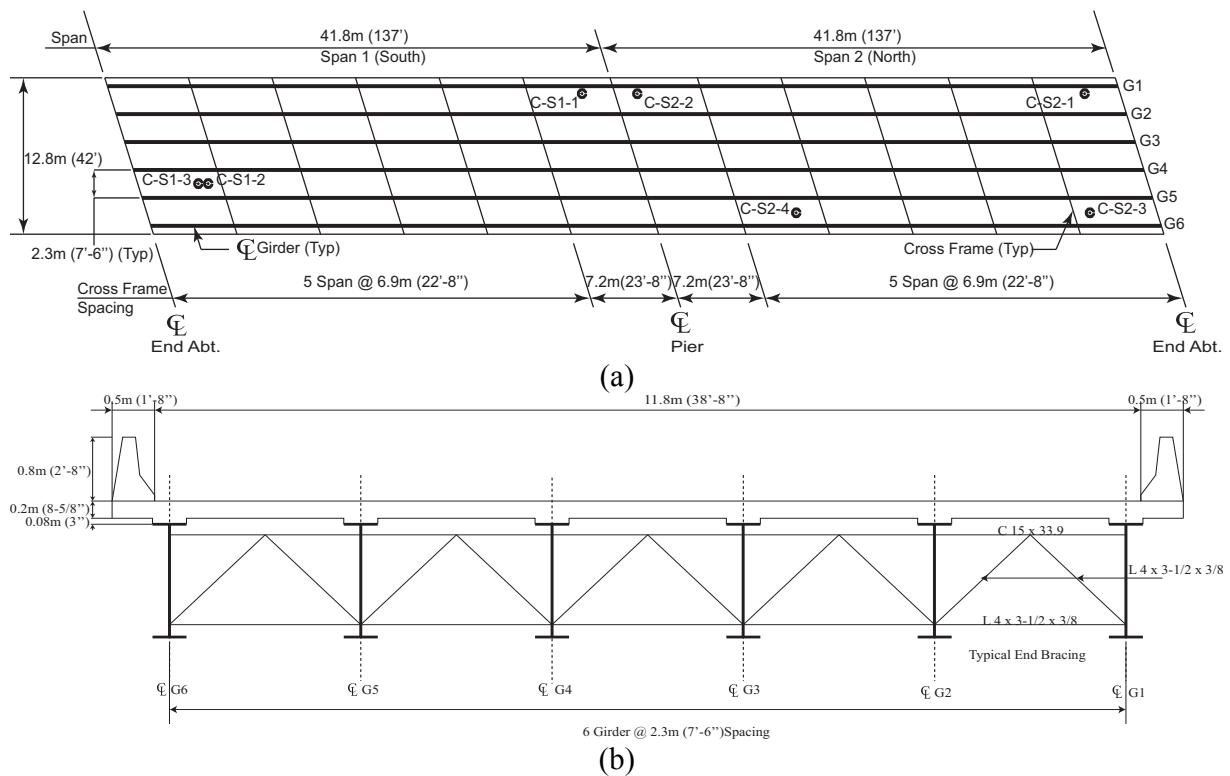 Span
41.8m (137')
41.8m (137')
Span 1 (South)
Span 2 (North)
G1
C-S1-1
C-S2-2
C-S2-1
G2
G3
12.8m (42')
G4
C-S1-3
C-S1-2
G5
C-S2-4
C-S2-3
G6
℄ Girder (Typ)
Cross Frame (Typ)
2.3m (7'-6'') (Typ)
5 Span @ 6.9m (22'-8'')
7.2m(23'-8'')
7.2m(23'-8'')
5 Span @ 6.9m (22'-8'')
Cross Frame
Spacing
℄
End Abt.
℄
Pier
℄
End Abt.
(a)
0.5m (1'-8'')
11.8m (38'-8'')
0.5m (1'-8'')
0.8m (2'-8'')
0.2m (8-5/8'')
0.08m (3'')
C 15 x 33.9
L 4 x 3-1/2 x 3/8
L 4 x 3-1/2 x 3/8
Typical End Bracing
℄ G6
℄ G5
℄ G4
℄ G3
℄ G2
℄ G1
6 Girder @ 2.3m (7'-6'')Spacing
(b)